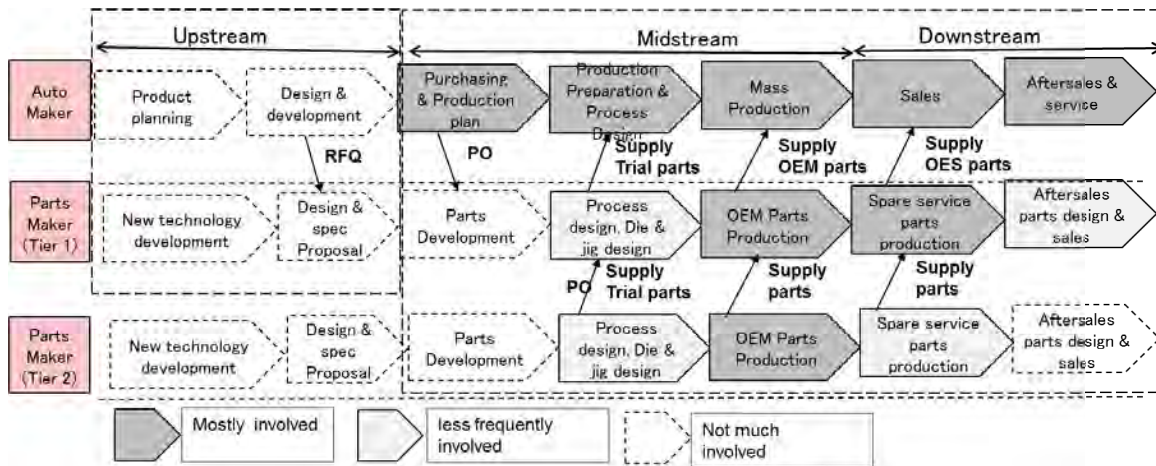 Upstream
Midstream
Downstream
Auto
Maker
Product
planning
Design &
development
Purchasing
& Production
plan
Production
Preparation &
Process
Design
Mass
Production
Sales
Aftersales &
service
RFQ
PO
Supply
Trial parts
Supply
OEM parts
Supply
OES parts
Parts
Maker
(Tier 1)
New technology
development
Design &
spec
Proposal
Parts
Development
Process
design, Die &
jig design
OEM Parts
Production
Spare service
parts
production
Aftersales
parts design &
sales
PO
Supply
Trial parts
Supply
parts
Supply
parts
Parts
Maker
(Tier 2)
New technology
development
Design &
spec
Proposal
Parts
Development
Process
design, Die &
jig design
OEM Parts
Production
Spare service
parts
production
Aftersales
parts design &
sales
Mostly involved
less frequently
involved
Not much
involved